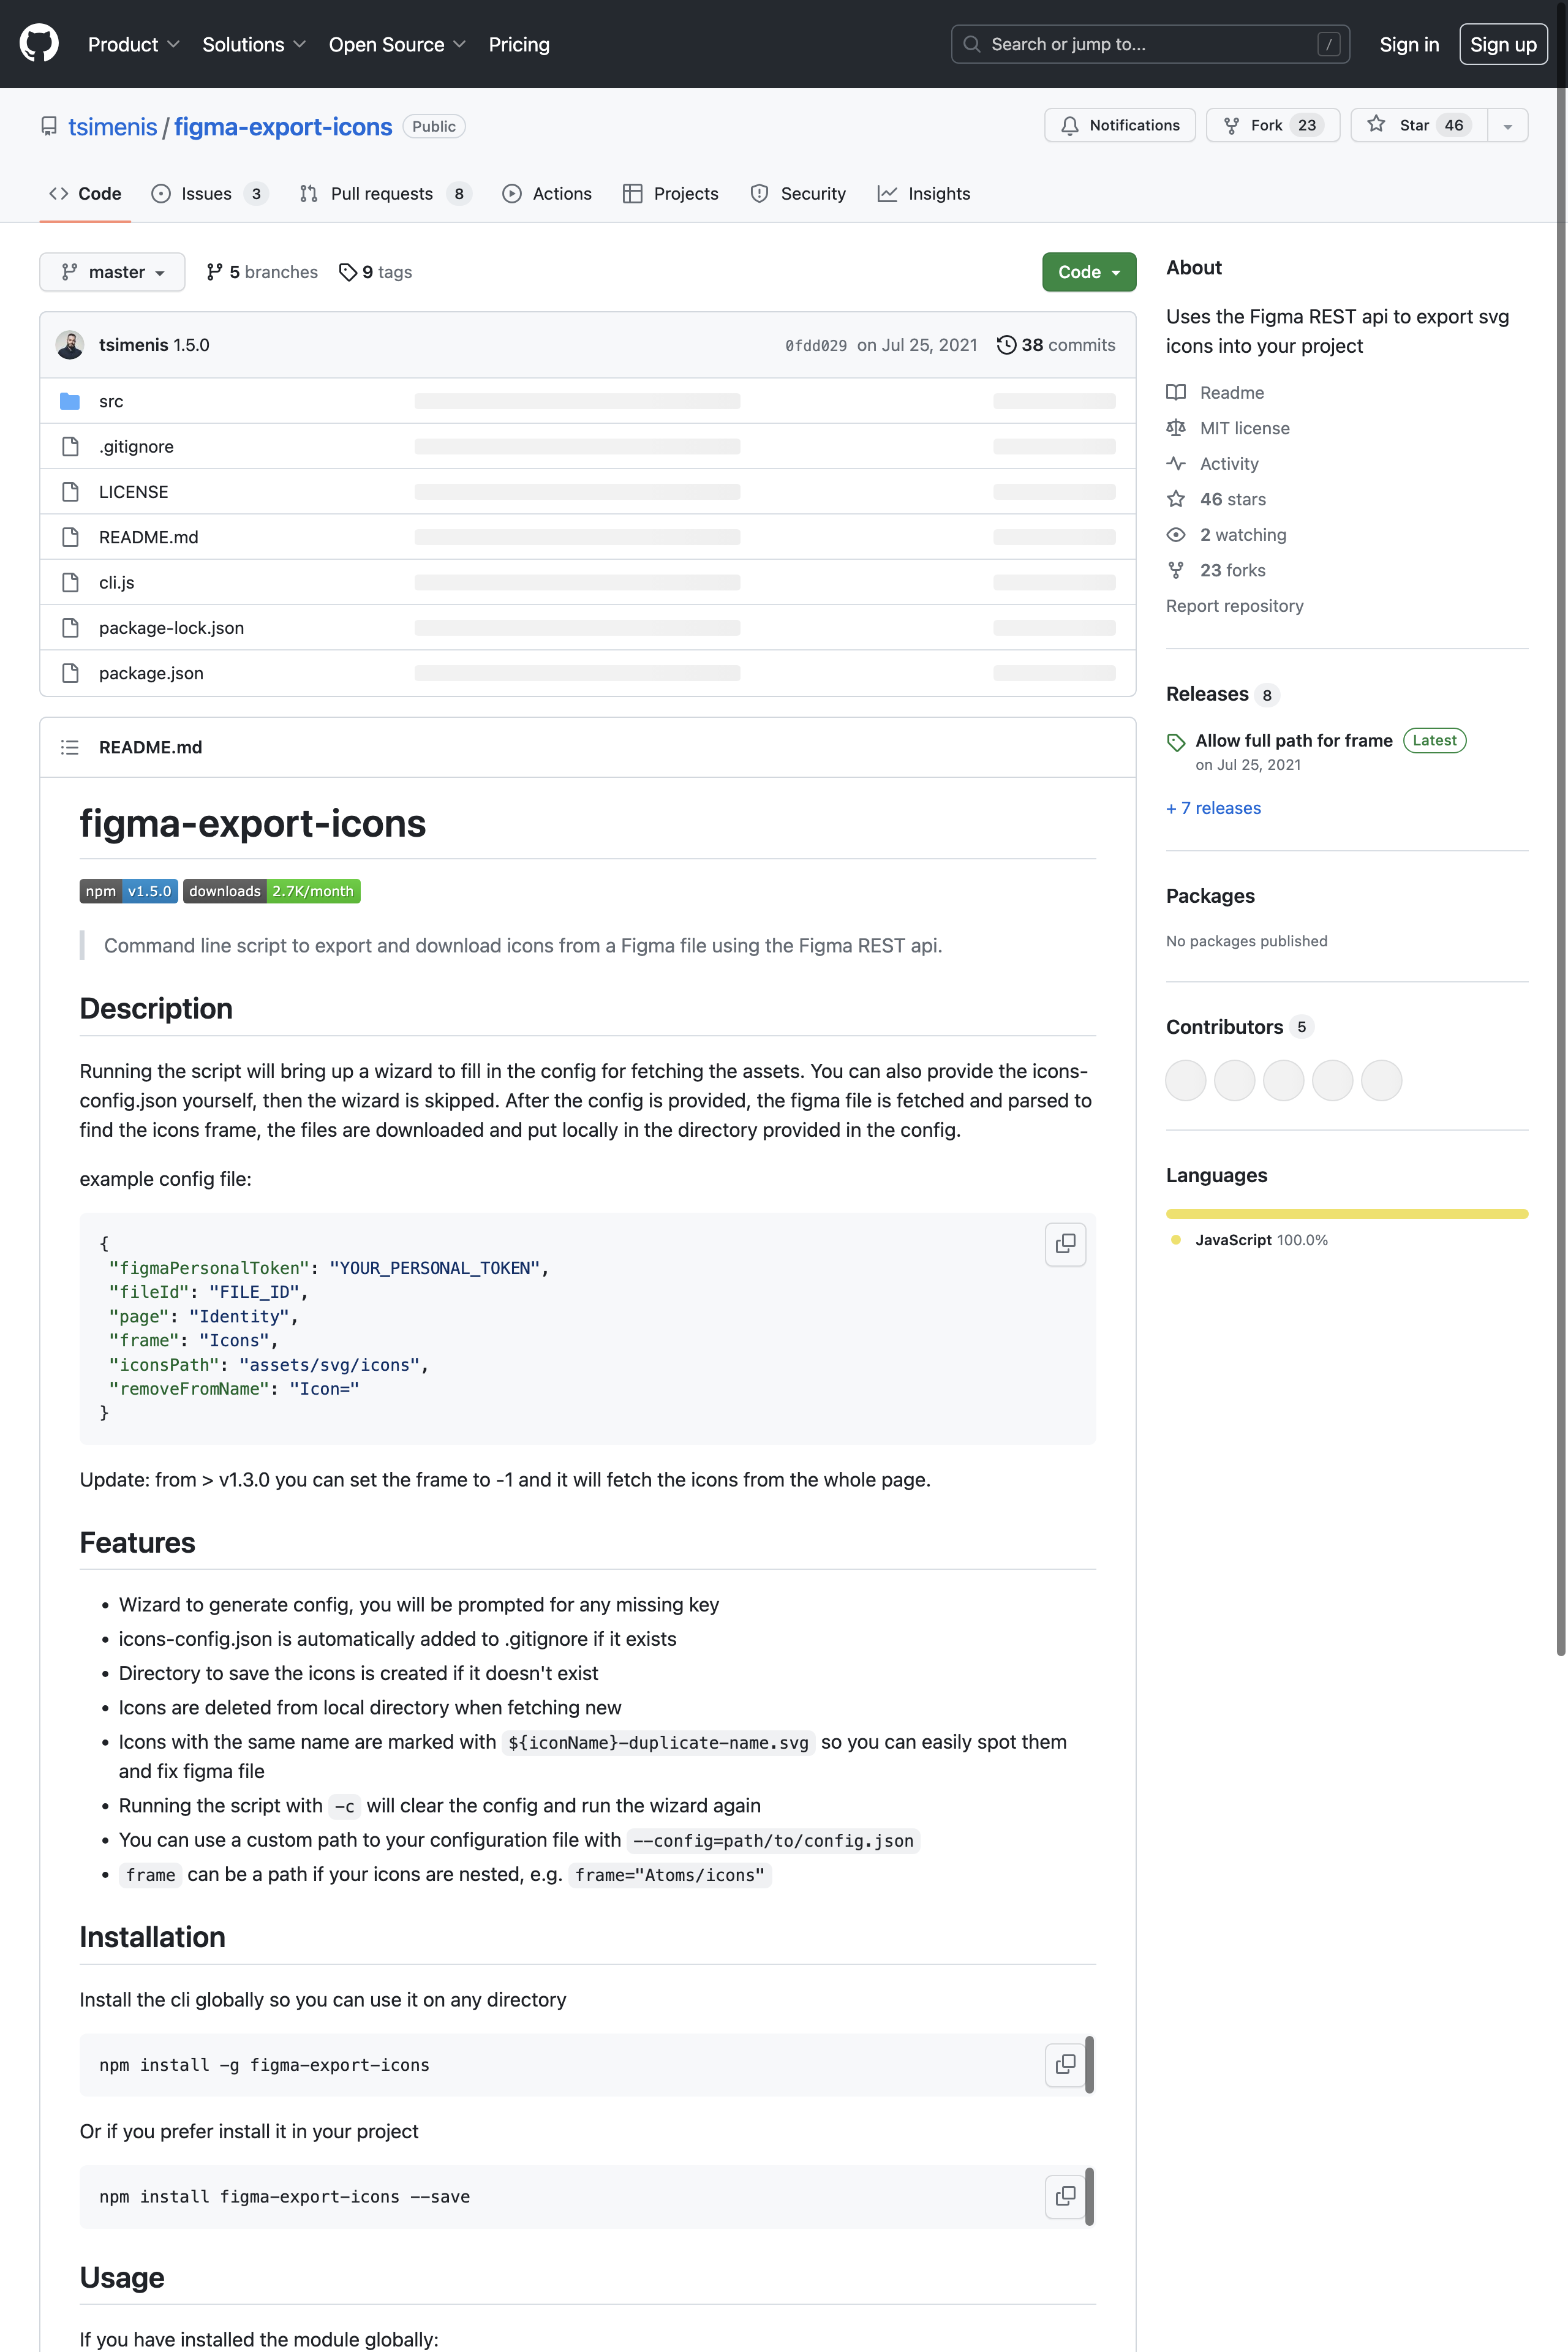 Product Solutions Open Source Pricing Search or jump to... / Sign in Sign up
tsimenis / figma-export-icons Public Notifications Fork 23 Star 46
Code Issues 3 Pull requests 8 Actions Projects Security Insights
master 5 branches 9 tags Code
tsimenis 1.5.0 0fdd029 on Jul 25, 2021 38 commits
src
.gitignore
LICENSE
README.md
cli.js
package-lock.json
package.json
README.md
figma-export-icons
npm v1.5.0 downloads 2.7K/month
Command line script to export and download icons from a Figma file using the Figma REST api.
Description
Running the script will bring up a wizard to fill in the config for fetching the assets. You can also provide the icons-
config.json yourself, then the wizard is skipped. After the config is provided, the figma file is fetched and parsed to
find the icons frame, the files are downloaded and put locally in the directory provided in the config.
example config file:
{
"figmaPersonalToken": "YOUR_PERSONAL_TOKEN",
"fileId": "FILE_ID",
"page": "Identity",
"frame": "Icons",
"iconsPath": "assets/svg/icons",
"removeFromName": "Icon="
}
Update: from > v1.3.0 you can set the frame to -1 and it will fetch the icons from the whole page.
Features
• Wizard to generate config, you will be prompted for any missing key
• icons-config.json is automatically added to .gitignore if it exists
• Directory to save the icons is created if it doesn't exist
• Icons are deleted from local directory when fetching new
• Icons with the same name are marked with ${iconName}-duplicate-name.svg so you can easily spot them
and fix figma file
• Running the script with -c will clear the config and run the wizard again
• You can use a custom path to your configuration file with --config=path/to/config.json
• frame can be a path if your icons are nested, e.g. frame="Atoms/icons"
Installation
Install the cli globally so you can use it on any directory
npm install -g figma-export-icons
Or if you prefer install it in your project
npm install figma-export-icons --save
Usage
If you have installed the module globally:
About
Uses the Figma REST api to export svg
icons into your project
Readme
MIT license
Activity
46 stars
2 watching
23 forks
Report repository
Releases 8
Allow full path for frame Latest
on Jul 25, 2021
+ 7 releases
Packages
No packages published
Contributors 5
Languages
JavaScript 100.0%